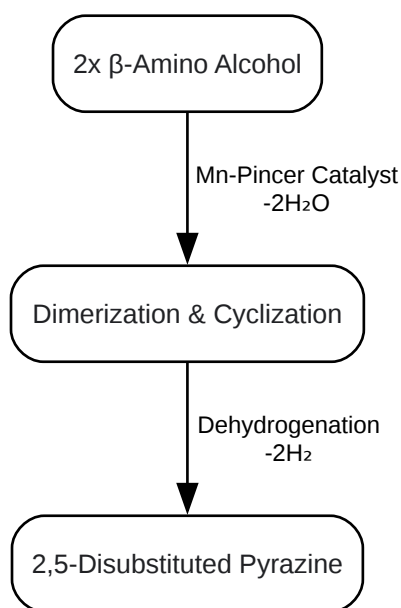 2x β-Amino Alcohol
Mn-Pincer Catalyst
-2H₂O
Dimerization & Cyclization
Dehydrogenation
-2H₂
2,5-Disubstituted Pyrazine